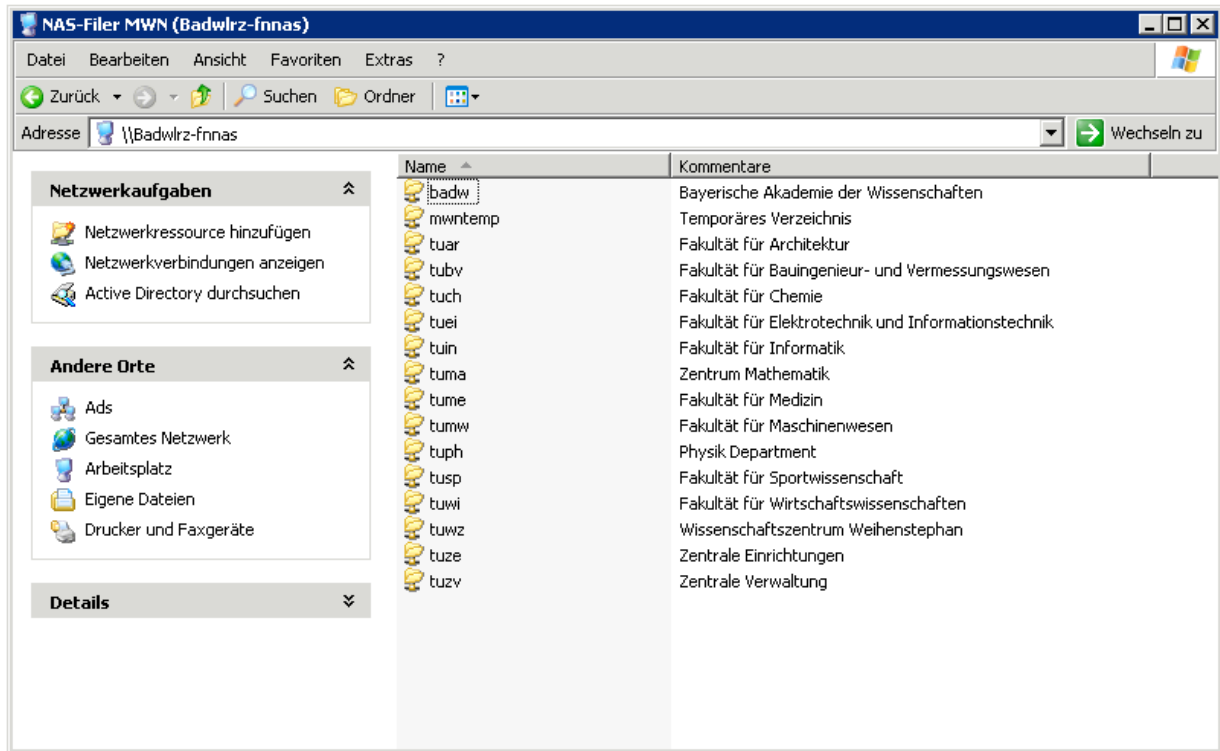 NAS-Filer MWN (Badwlrz-fnnas)
Datei Bearbeiten Ansicht Favoriten Extras ?
Zurück Suchen Ordner
Adresse \\Badwlrz-fnnas Wechseln zu
Netzwerkaufgaben
Netzwerkressource hinzufügen
Netzwerkverbindungen anzeigen
Active Directory durchsuchen
Andere Orte
Ads
Gesamtes Netzwerk
Arbeitsplatz
Eigene Dateien
Drucker und Faxgeräte
Details
Name Kommentare
badw Bayerische Akademie der Wissenschaften
mwntemp Temporäres Verzeichnis
tuar Fakultät für Architektur
tubv Fakultät für Bauingenieur- und Vermessungswesen
tuch Fakultät für Chemie
tuei Fakultät für Elektrotechnik und Informationstechnik
tuin Fakultät für Informatik
tuma Zentrum Mathematik
tume Fakultät für Medizin
tumw Fakultät für Maschinenwesen
tuph Physik Department
tusp Fakultät für Sportwissenschaft
tuwi Fakultät für Wirtschaftswissenschaften
tuwz Wissenschaftszentrum Weihenstephan
tuze Zentrale Einrichtungen
tuzv Zentrale Verwaltung